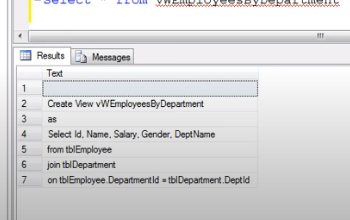 Select * from vWEmployeesByDepartment
Results Messages
Text
1
2 Create View vWEmployeesByDepartment
3 as
4 Select Id, Name, Salary, Gender, DeptName
5 from tblEmployee
6 join tblDepartment
7 on tblEmployee.DepartmentId = tblDepartment.DeptId